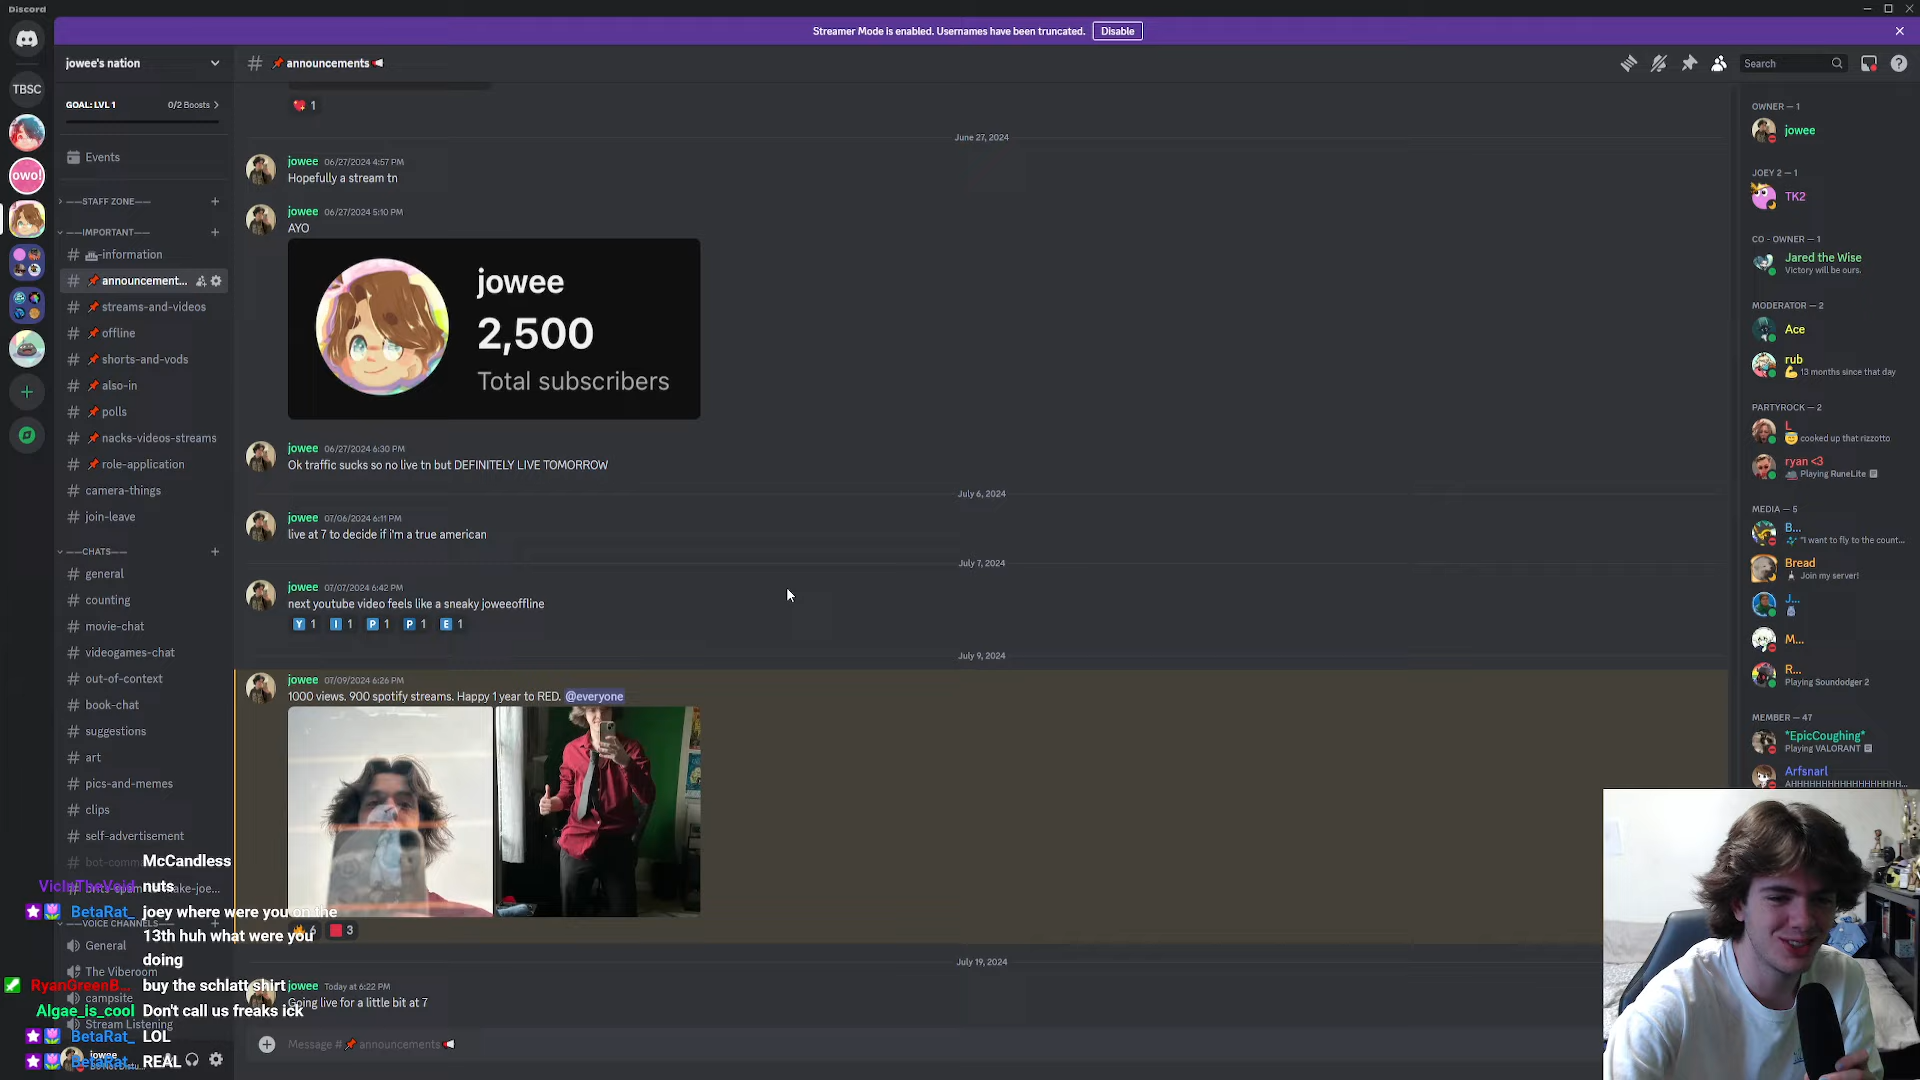 Discord
Streamer Mode is enabled. Usernames have been truncated.
Disable
jowee's nation
# 📌 announcements 📢
Search
TBSC
owo!
GOAL: LVL 1
0/2 Boosts
Events
——STAFF ZONE——
——IMPORTANT——
-information
announcement...
streams-and-videos
offline
shorts-and-vods
also-in
polls
nacks-videos-streams
role-application
camera-things
join-leave
——CHATS——
general
counting
movie-chat
videogames-chat
out-of-context
book-chat
suggestions
art
pics-and-memes
clips
self-advertisement
VOICE CHANNELS——
General
The Viberoom
campsite
Stream Listening
jowee
McCandless
VicInTheVoid nuts
BetaRat_ joey where were you on the
13th huh what were you
doing
RyanGreenB... buy the schlatt shirt
Algae_is_cool Don't call us freaks ick
BetaRat_ LOL
BetaRat_ REAL
1
June 27, 2024
jowee 06/27/2024 4:57 PM
Hopefully a stream tn
jowee 06/27/2024 5:10 PM
AYO
jowee
2,500
Total subscribers
jowee 06/27/2024 6:30 PM
Ok traffic sucks so no live tn but DEFINITELY LIVE TOMORROW
July 6, 2024
jowee 07/06/2024 6:11 PM
live at 7 to decide if i'm a true american
July 7, 2024
jowee 07/07/2024 6:42 PM
next youtube video feels like a sneaky joweeoffline
Y 1 I 1 P 1 P 1 E 1
July 9, 2024
jowee 07/09/2024 6:26 PM
1000 views. 900 spotify streams. Happy 1 year to RED. @everyone
6 3
July 19, 2024
jowee Today at 6:22 PM
Going live for a little bit at 7
Message # 📌 announcements 📢
OWNER — 1
jowee
JOEY 2 — 1
TK2
CO - OWNER — 1
Jared the Wise
Victory will be ours.
MODERATOR — 2
Ace
rub
13 months since that day
PARTYROCK — 2
L
cooked up that rizzotto
ryan <3
Playing RuneLite
MEDIA — 5
B...
"I want to fly to the count...
Bread
Join my server!
J...
M...
R...
Playing Soundodger 2
MEMBER — 47
*EpicCoughing*
Playing VALORANT
Arfsnarl